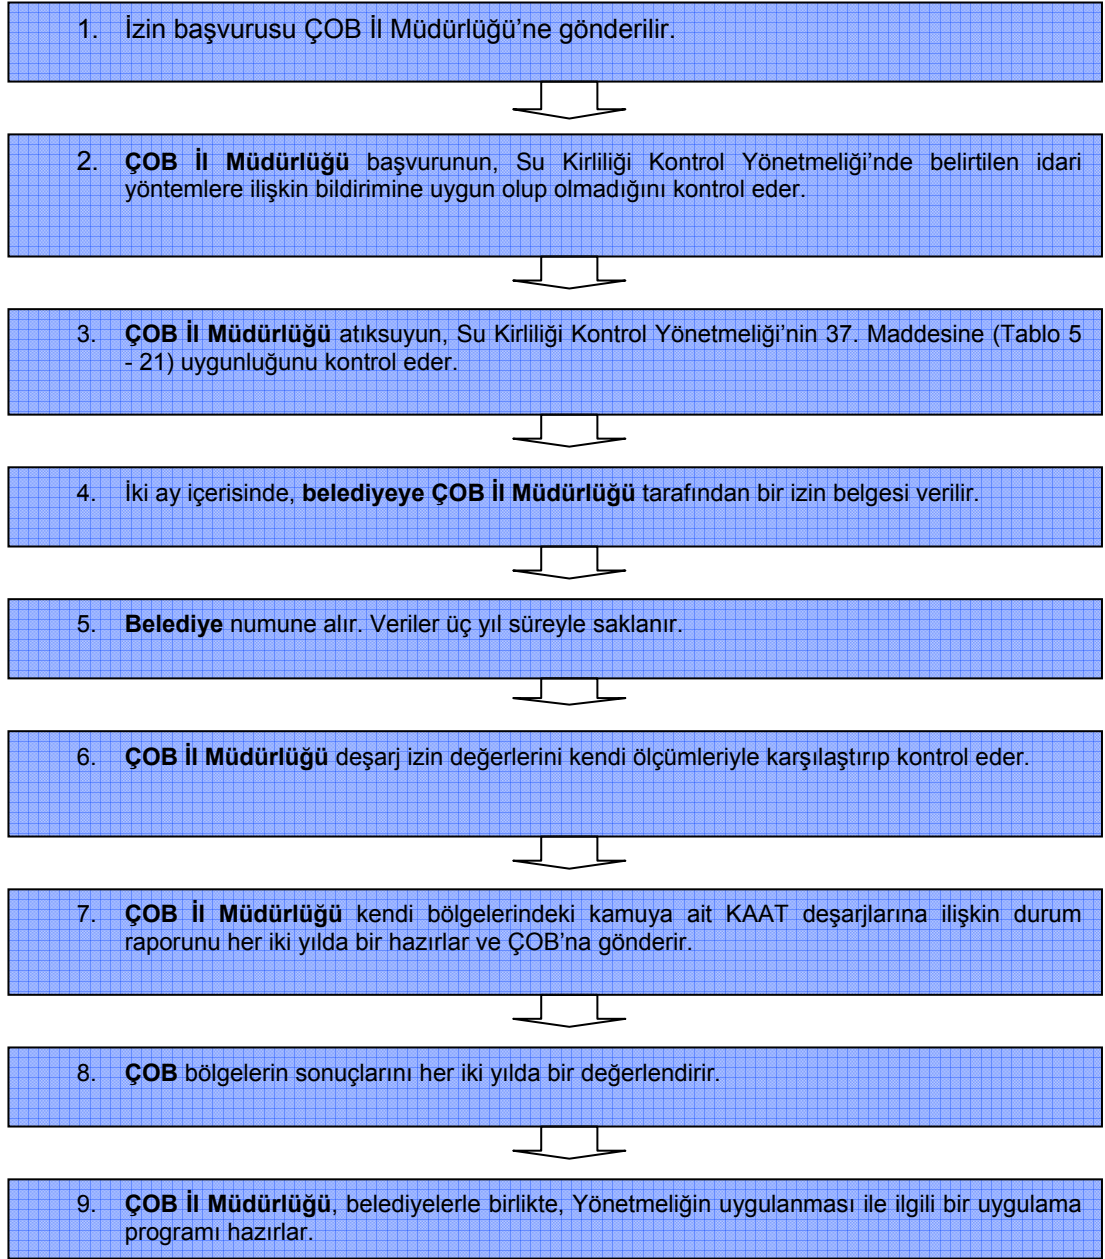 1. İzin başvurusu ÇOB İl Müdürlüğü’ne gönderilir.
2. ÇOB İl Müdürlüğü başvurunun, Su Kirliliği Kontrol Yönetmeliği’nde belirtilen idari
yöntemlere ilişkin bildirimine uygun olup olmadığını kontrol eder.
3. ÇOB İl Müdürlüğü atıksuyun, Su Kirliliği Kontrol Yönetmeliği’nin 37. Maddesine (Tablo 5
- 21) uygunluğunu kontrol eder.
4. İki ay içerisinde, belediyeye ÇOB İl Müdürlüğü tarafından bir izin belgesi verilir.
5. Belediye numune alır. Veriler üç yıl süreyle saklanır.
6. ÇOB İl Müdürlüğü deşarj izin değerlerini kendi ölçümleriyle karşılaştırıp kontrol eder.
7. ÇOB İl Müdürlüğü kendi bölgelerindeki kamuya ait KAAT deşarjlarına ilişkin durum
raporunu her iki yılda bir hazırlar ve ÇOB’na gönderir.
8. ÇOB bölgelerin sonuçlarını her iki yılda bir değerlendirir.
9. ÇOB İl Müdürlüğü, belediyelerle birlikte, Yönetmeliğin uygulanması ile ilgili bir uygulama
programı hazırlar.